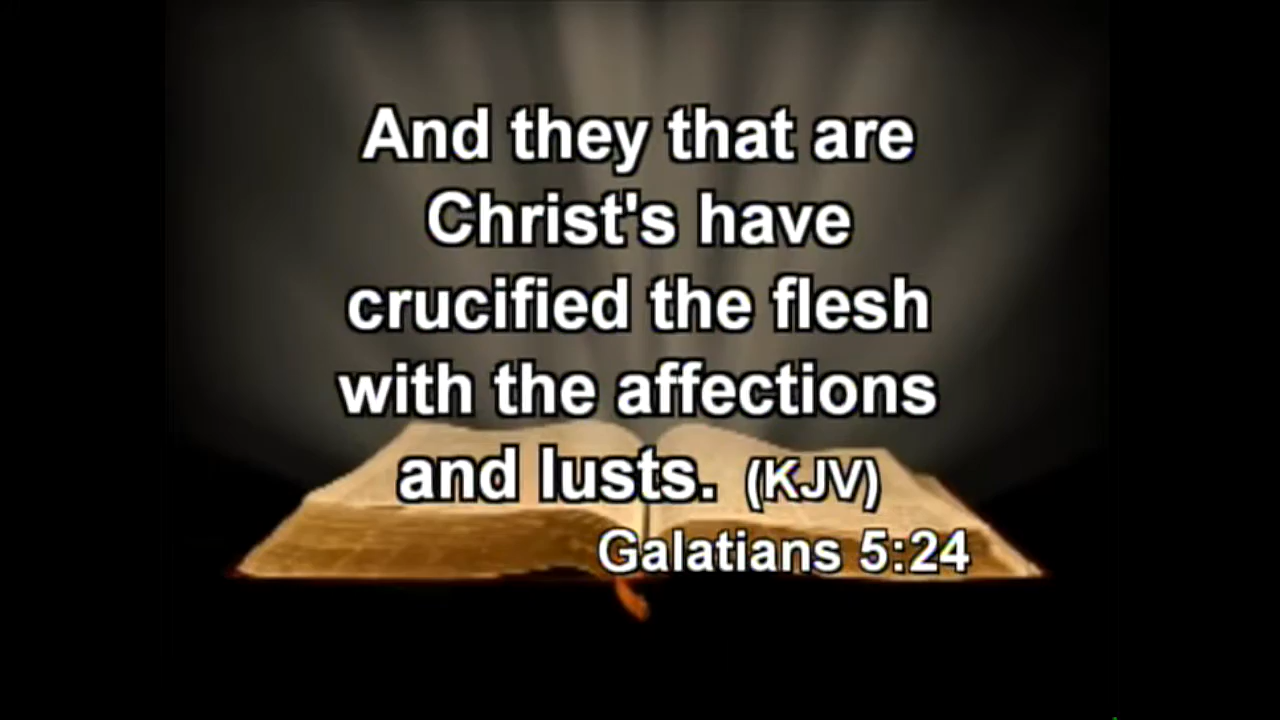 And they that are
Christ's have
crucified the flesh
with the affections
and lusts. (KJV)
Galatians 5:24